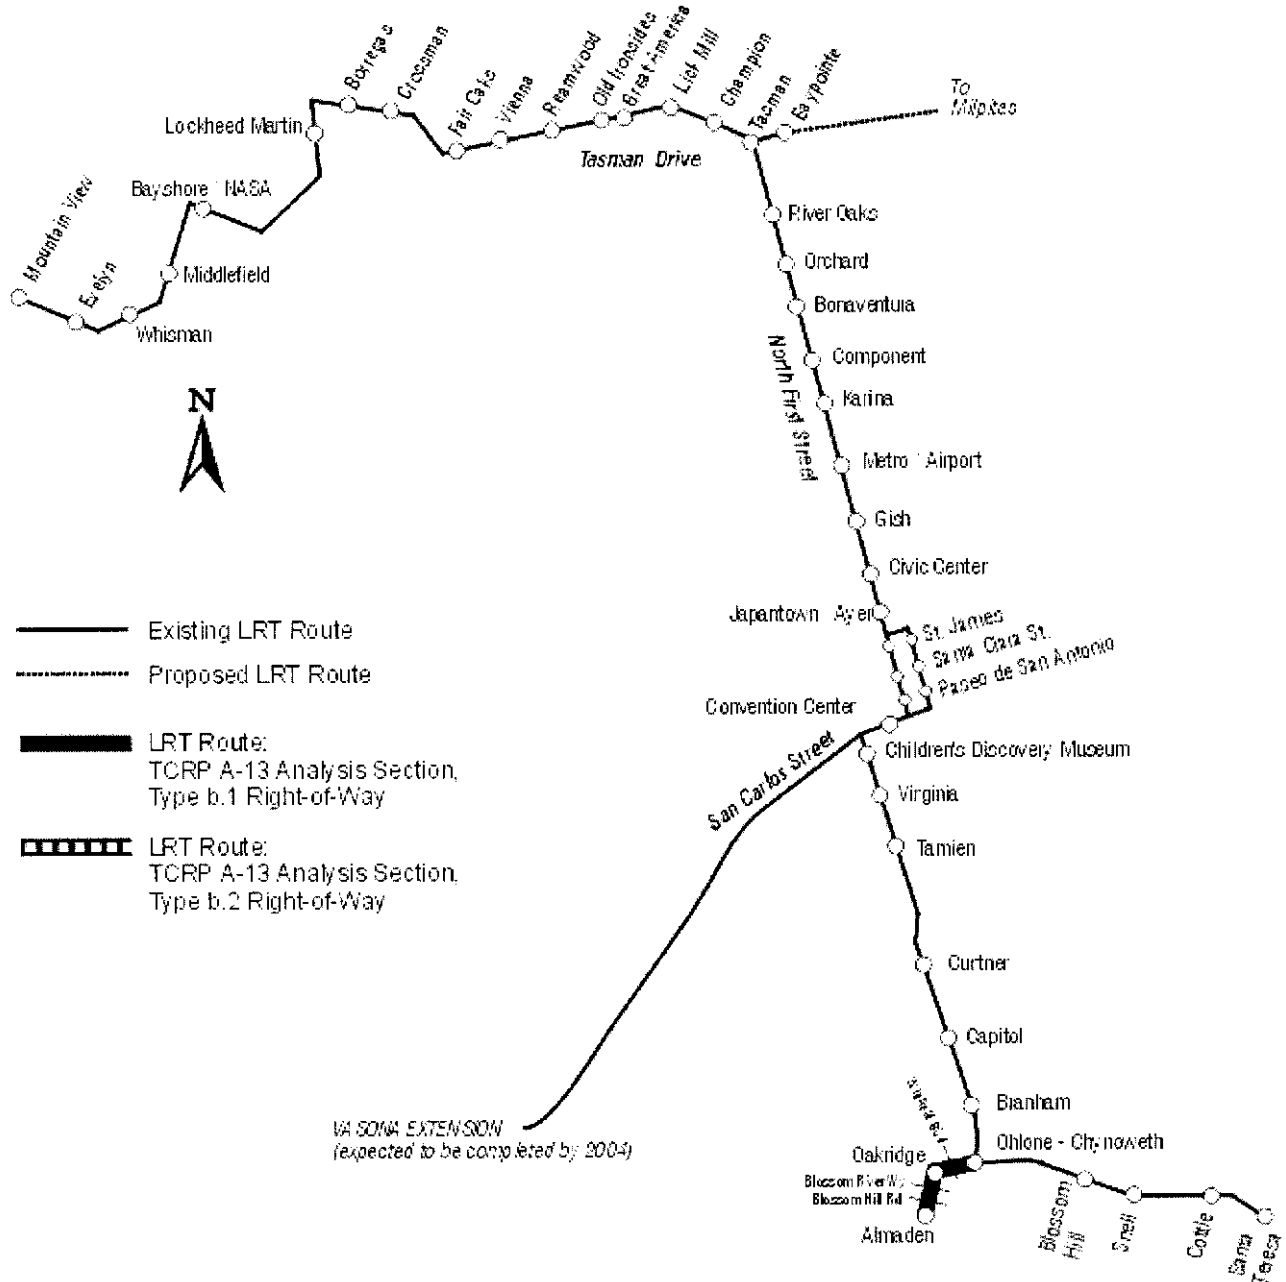 Borregas
Crossman
Fair Oaks
Vienna
Reamwood
Old Ironsides
Great America
Lick Mill
Champion
Tasman
Baypointe
To
Milpitas
Lockheed Martin
Tasman Drive
Bayshore NASA
Mountain View
Evelyn
Middlefield
Whisman
River Oaks
Orchard
Bonaventura
Component
Karina
North First Street
Metro Airport
Gish
Civic Center
Japantown Ayer
St. James
Santa Clara St.
Paseo de San Antonio
Convention Center
Children's Discovery Museum
San Carlos Street
Virginia
Tamien
Curtner
Capitol
Branham
Ohlone - Chynoweth
N
Existing LRT Route
Proposed LRT Route
LRT Route:
TCRP A-13 Analysis Section,
Type b.1 Right-of-Way
LRT Route:
TCRP A-13 Analysis Section,
Type b.2 Right-of-Way
VASONA EXTENSION
(expected to be completed by 2004)
Oakridge
Blossom River Wy
Blossom Hill Rd
Almaden
Blossom
Hill
Snell
Cottle
Santa
Teresa